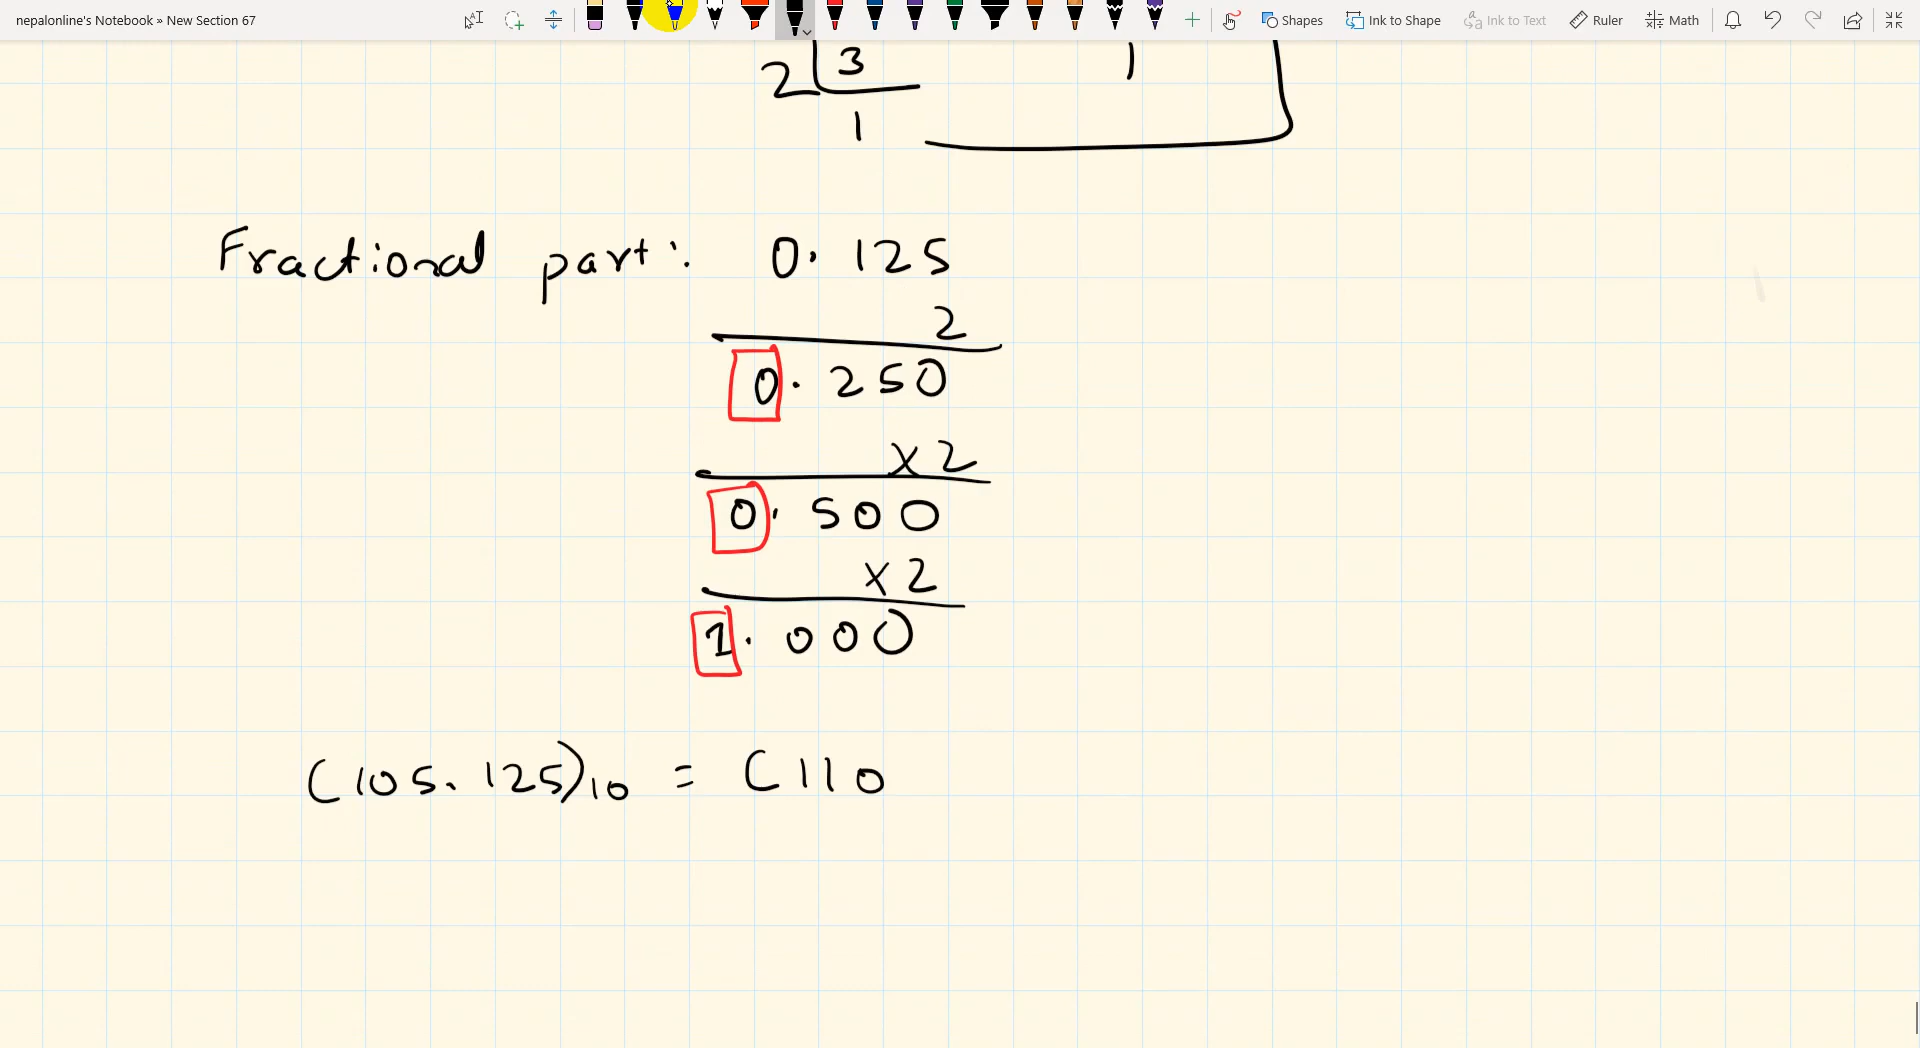 nepalonline's Notebook » New Section 67
Shapes
Ink to Shape
Ink to Text
Ruler
Math
2 3 1
1
Fractional part: 0.125
2
0.250
x2
0.500
x2
1.000
(105.125)10 = (110